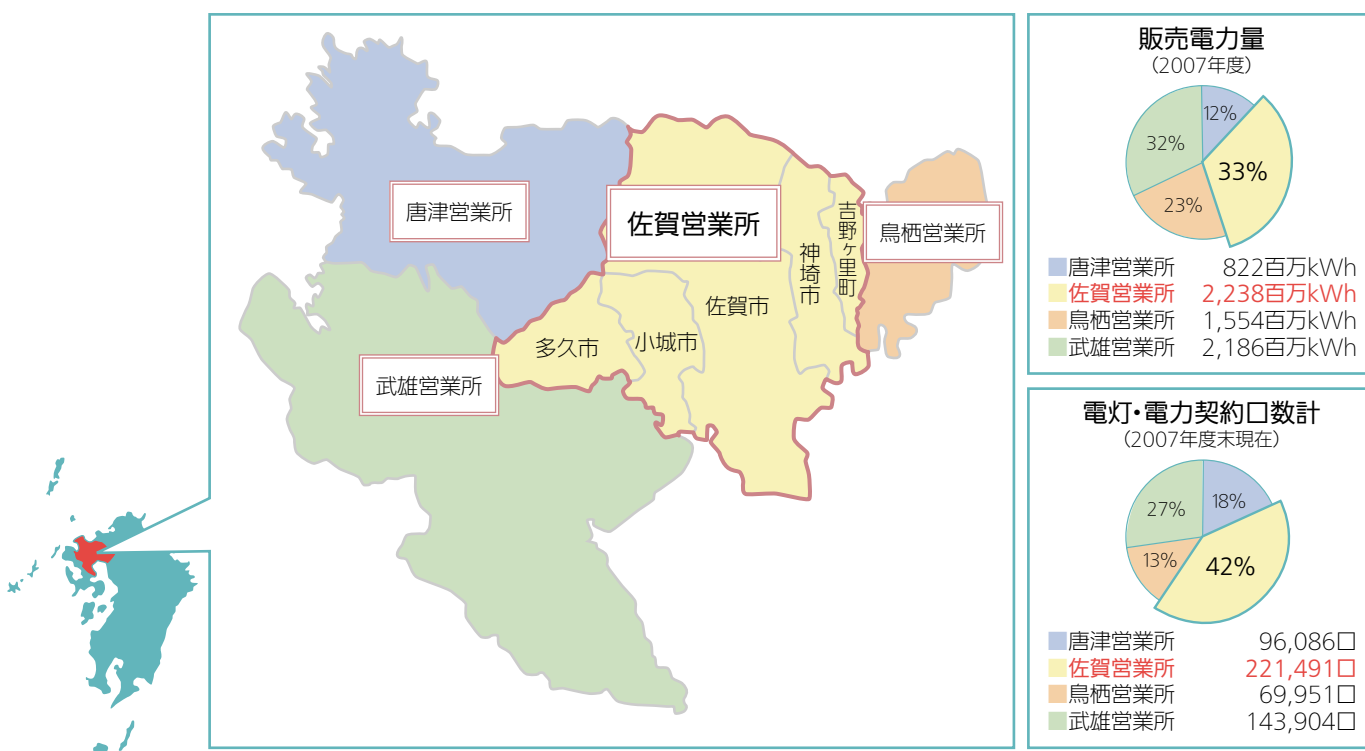 唐津営業所
佐賀営業所
鳥栖営業所
武雄営業所
吉野ヶ里町
神埼市
佐賀市
小城市
多久市
販売電力量
(2007年度)
12%
33%
23%
32%
唐津営業所 822百万kWh
佐賀営業所 2,238百万kWh
鳥栖営業所 1,554百万kWh
武雄営業所 2,186百万kWh
電灯・電力契約口数計
(2007年度末現在)
18%
42%
13%
27%
唐津営業所 96,086口
佐賀営業所 221,491口
鳥栖営業所 69,951口
武雄営業所 143,904口